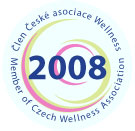 Člen České asociace Wellness
2008
Member of Czech Wellness Association